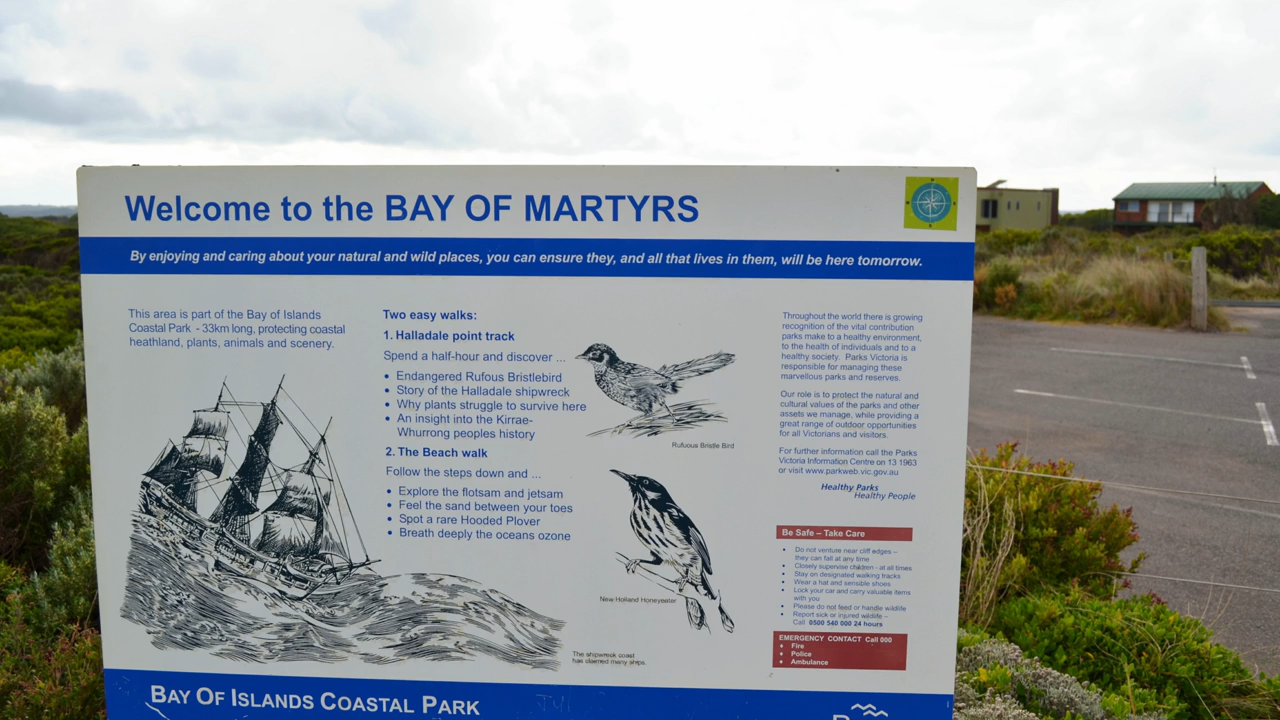 Welcome to the BAY OF MARTYRS
By enjoying and caring about your natural and wild places, you can ensure they, and all that lives in them, will be here tomorrow.
This area is part of the Bay of Islands
Coastal Park - 33km long, protecting coastal
heathland, plants, animals and scenery.
Two easy walks:
1. Halladale point track
Spend a half-hour and discover ...
• Endangered Rufous Bristlebird
• Story of the Halladale shipwreck
• Why plants struggle to survive here
• An insight into the Kirrae-
Whurrong peoples history
2. The Beach walk
Follow the steps down and ...
• Explore the flotsam and jetsam
• Feel the sand between your toes
• Spot a rare Hooded Plover
• Breath deeply the oceans ozone
Rufuous Bristle Bird
New Holland Honeyeater
The shipwreck coast
has claimed many ships.
Throughout the world there is growing
recognition of the vital contribution
parks make to a healthy environment,
to the health of individuals and to a
healthy society. Parks Victoria is
responsible for managing these
marvellous parks and reserves.
Our role is to protect the natural and
cultural values of the parks and other
assets we manage, while providing a
great range of outdoor opportunities
for all Victorians and visitors.
For further information call the Parks
Victoria Information Centre on 13 1963
or visit www.parkweb.vic.gov.au
Healthy Parks
Healthy People
Be Safe – Take Care
• Do not venture near cliff edges –
they can fall at any time
• Closely supervise children - at all times
• Stay on designated walking tracks
• Wear a hat and sensible shoes
• Lock your car and carry valuable items
with you
• Please do not feed or handle wildlife
• Report sick or injured wildlife –
Call 0500 540 000 24 hours
EMERGENCY CONTACT Call 000
• Fire
• Police
• Ambulance
BAY OF ISLANDS COASTAL PARK